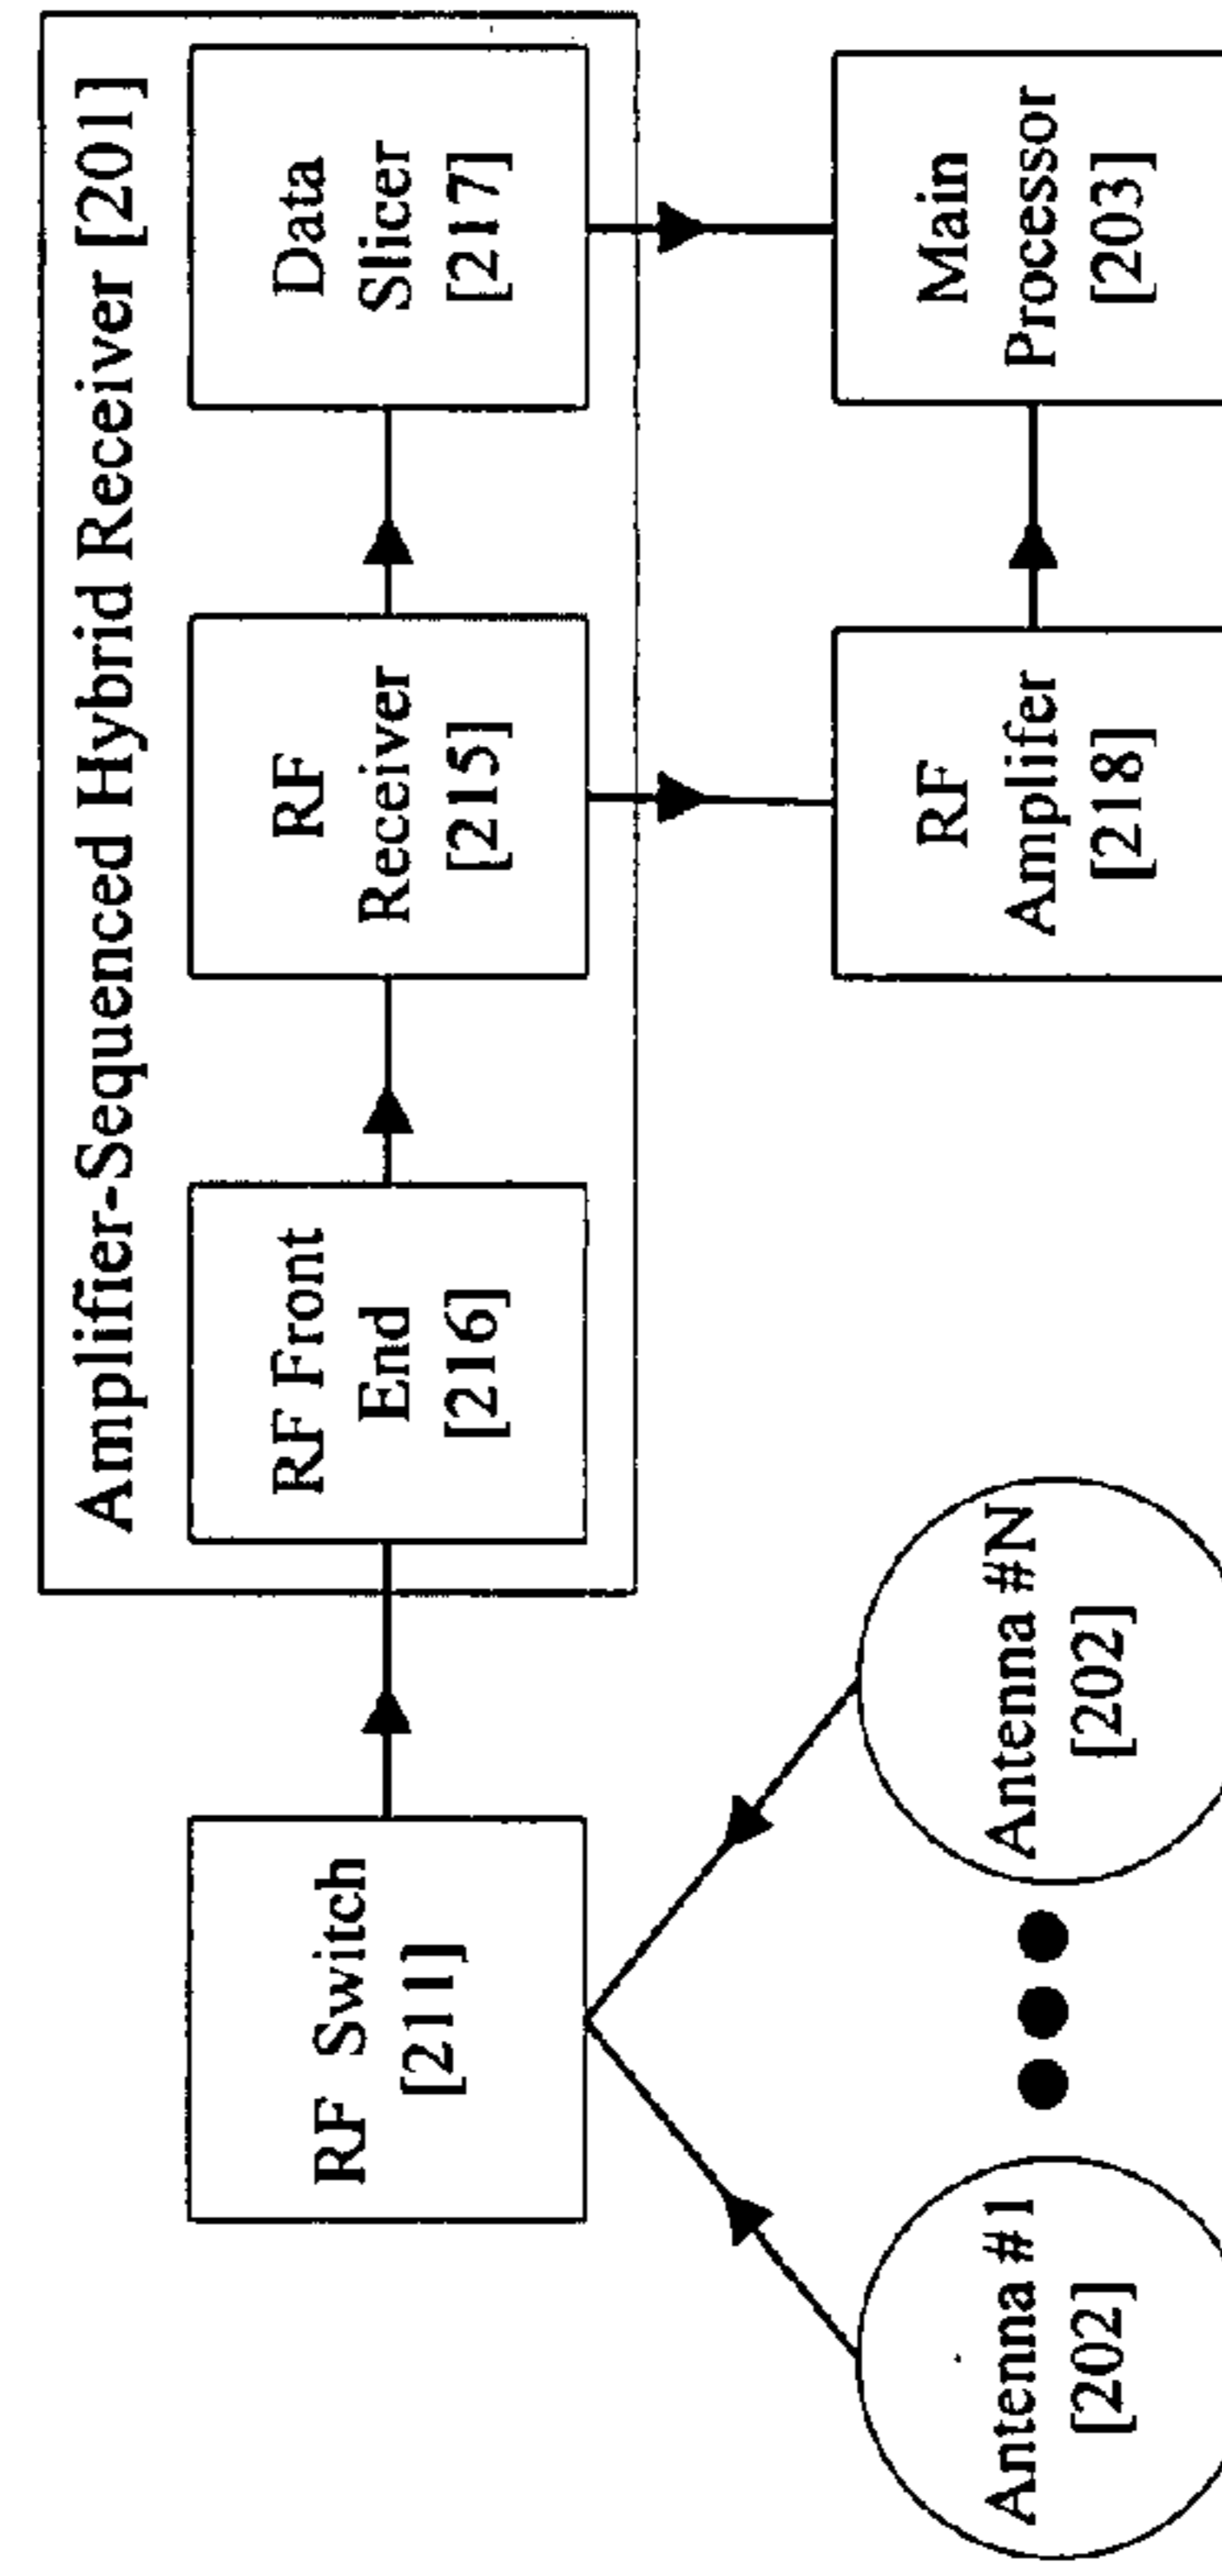 Amplifier-Sequenced Hybrid Receiver [201]
RF Switch
[211]
RF Front
End
[216]
RF
Receiver
[215]
Data
Slicer
[217]
Antenna #1
[202]
Antenna #N
[202]
RF
Amplifer
[218]
Main
Processor
[203]